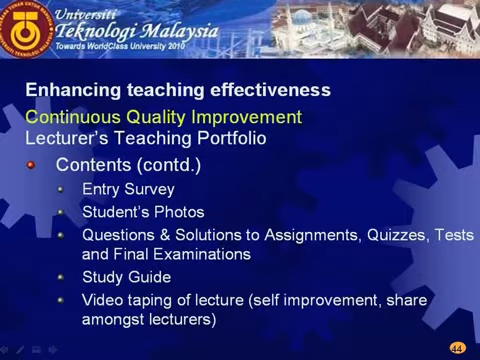 Universiti
Teknologi Malaysia
Towards WorldClass University 2010
Enhancing teaching effectiveness
Continuous Quality Improvement
Lecturer's Teaching Portfolio
Contents (contd.)
Entry Survey
Student's Photos
Questions & Solutions to Assignments, Quizzes, Tests
and Final Examinations
Study Guide
Video taping of lecture (self improvement, share
amongst lecturers)
44